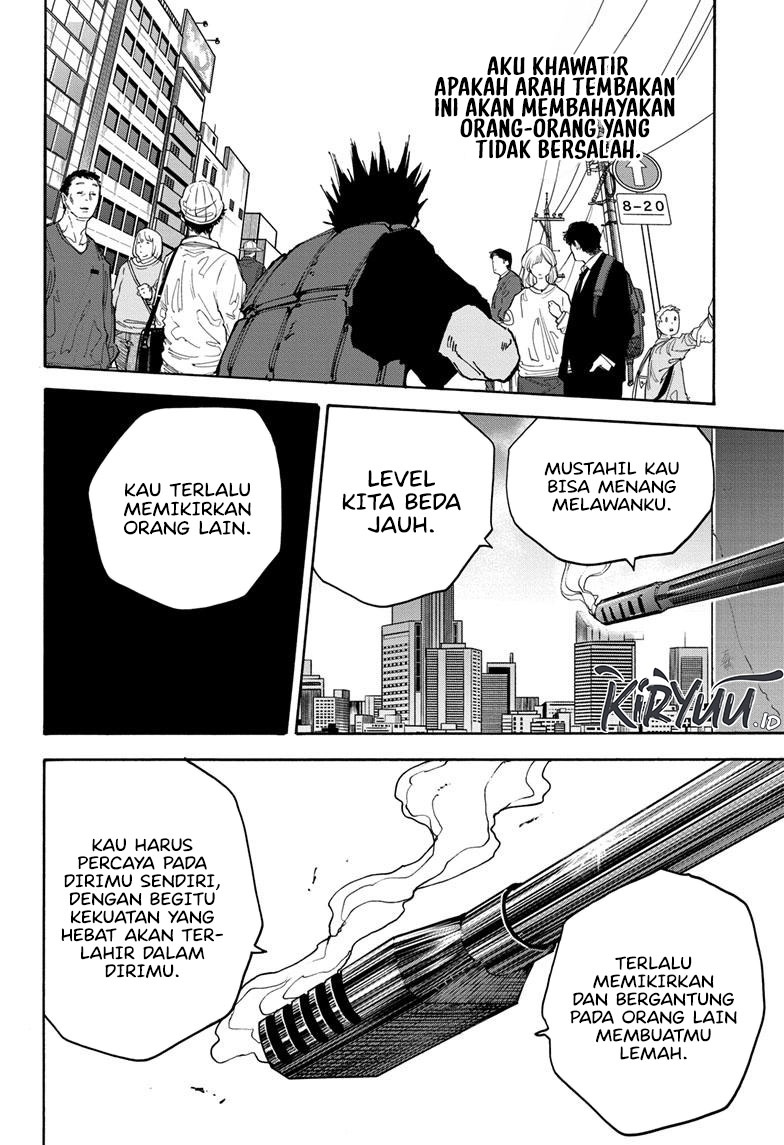 AKU KHAWATIR
APAKAH ARAH TEMBAKAN
INI AKAN MEMBAHAYAKAN
ORANG-ORANG YANG
TIDAK BERSALAH.
8-20
MUSTAHIL KAU
BISA MENANG
MELAWANKU.
LEVEL
KITA BEDA
JAUH.
KAU TERLALU
MEMIKIRKAN
ORANG LAIN.
KIRYUU.ID
TERLALU
MEMIKIRKAN
DAN BERGANTUNG
PADA ORANG LAIN
MEMBUATMU
LEMAH.
KAU HARUS
PERCAYA PADA
DIRIMU SENDIRI,
DENGAN BEGITU
KEKUATAN YANG
HEBAT AKAN TER-
LAHIR DALAM
DIRIMU.